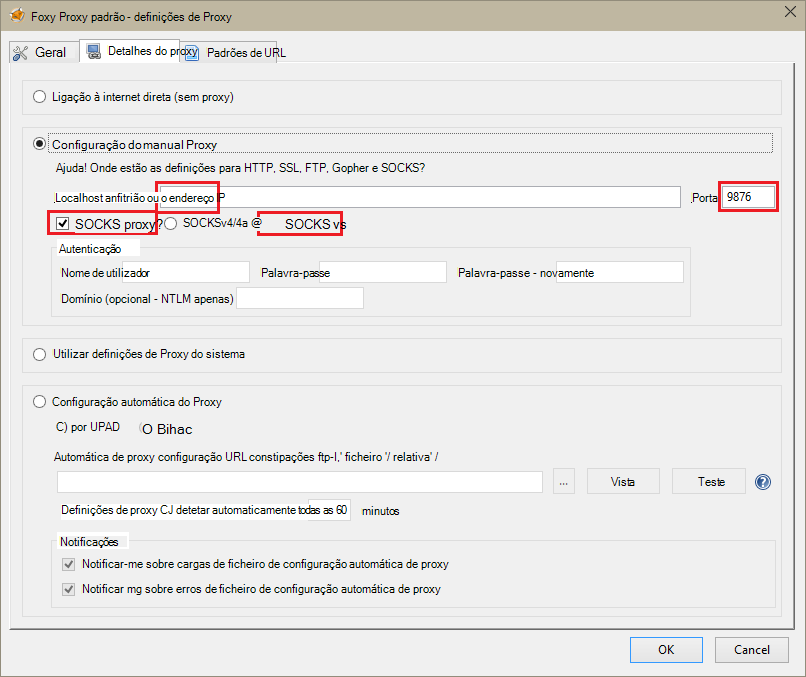 Foxy Proxy padrão - definições de Proxy
Geral Detalhes do proxy Padrões de URL
Ligação à internet direta (sem proxy)
Configuração do manual Proxy
Ajuda! Onde estão as definições para HTTP, SSL, FTP, Gopher e SOCKS?
Localhost anfitrião ou o endereço IP Porta 9876
SOCKS proxy? SOCKSv4/4a @ SOCKS vs
Autenticação
Nome de utilizador Palavra-passe Palavra-passe - novamente
Domínio (opcional - NTLM apenas)
Utilizar definições de Proxy do sistema
Configuração automática do Proxy
C) por UPAD (O Bihac
Automática de proxy configuração URL constipações ftp-I,' ficheiro '/ relativa' /
... Vista Teste ?
Definições de proxy CJ detetar automaticamente todas as 60 minutos
Notificações
Notificar-me sobre cargas de ficheiro de configuração automática de proxy
Notificar mg sobre erros de ficheiro de configuração automática de proxy
OK Cancel